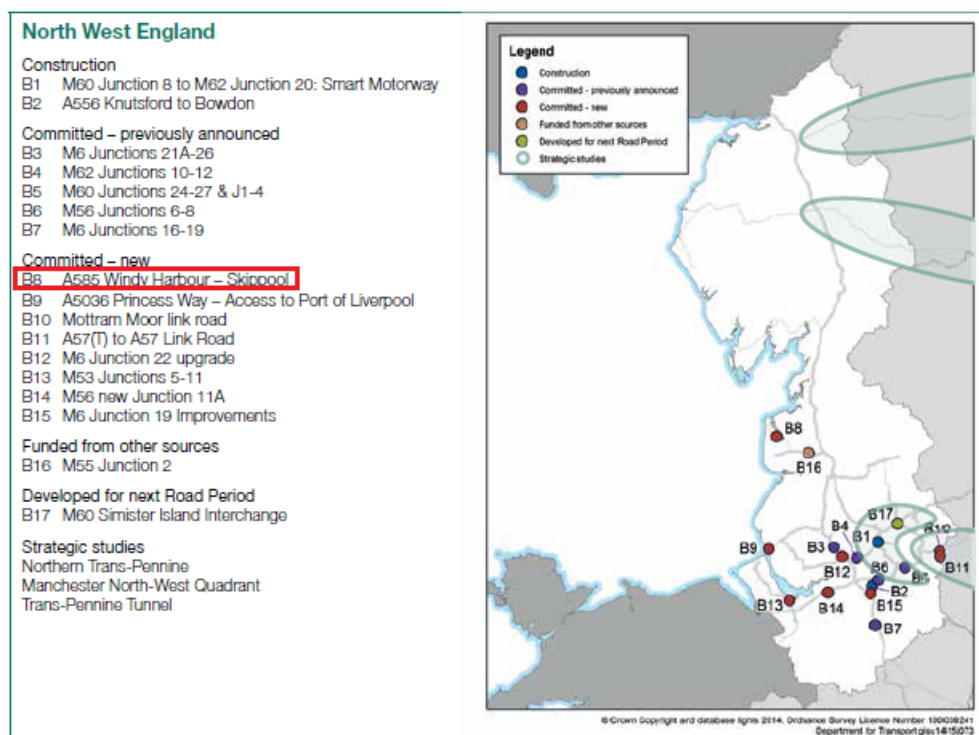 North West England
Construction
B1 M60 Junction 8 to M62 Junction 20: Smart Motorway
B2 A556 Knutsford to Bowdon
Committed – previously announced
B3 M6 Junctions 21A-26
B4 M62 Junctions 10-12
B5 M60 Junctions 24-27 & J1-4
B6 M56 Junctions 6-8
B7 M6 Junctions 16-19
Committed – new
B8 A585 Windy Harbour – Skippool
B9 A5036 Princess Way – Access to Port of Liverpool
B10 Mottram Moor link road
B11 A57(T) to A57 Link Road
B12 M6 Junction 22 upgrade
B13 M53 Junctions 5-11
B14 M56 new Junction 11A
B15 M6 Junction 19 Improvements
Funded from other sources
B16 M55 Junction 2
Developed for next Road Period
B17 M60 Simister Island Interchange
Strategic studies
Northern Trans-Pennine
Manchester North-West Quadrant
Trans-Pennine Tunnel
Legend
Construction
Committed - previously announced
Committed - new
Funded from other sources
Developed for next Road Period
Strategic studies
B8
B16
B17
B4
B1
B10
B9
B3
B12
B6
B5
B11
B2
B13
B14
B15
B7
© Crown Copyright and database rights 2014. Ordnance Survey Licence Number 100039241
Department for Transport gisu1415j073